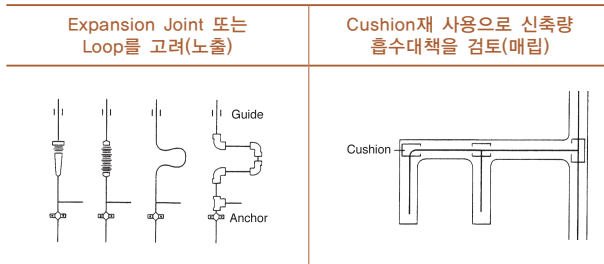 Expansion Joint 또는
Loop를 고려(노출)
Cushion재 사용으로 신축량
흡수대책을 검토(매립)
Guide
Anchor
Cushion